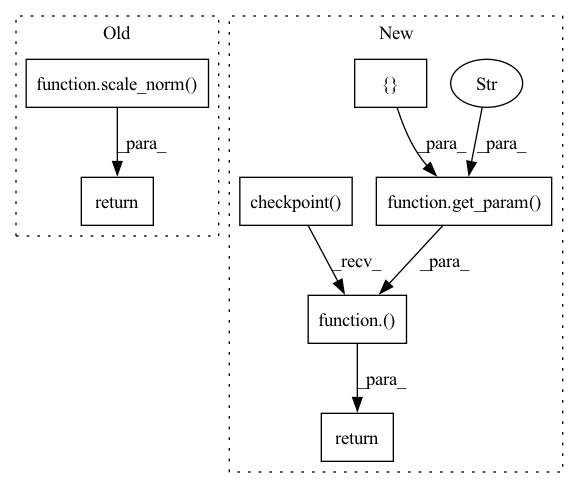 Old
New
function.scale_norm()
{}
Str
_para_
_para_
_para_
return
checkpoint()
function.get_param()
_recv_
_para_
function.()
_para_
return